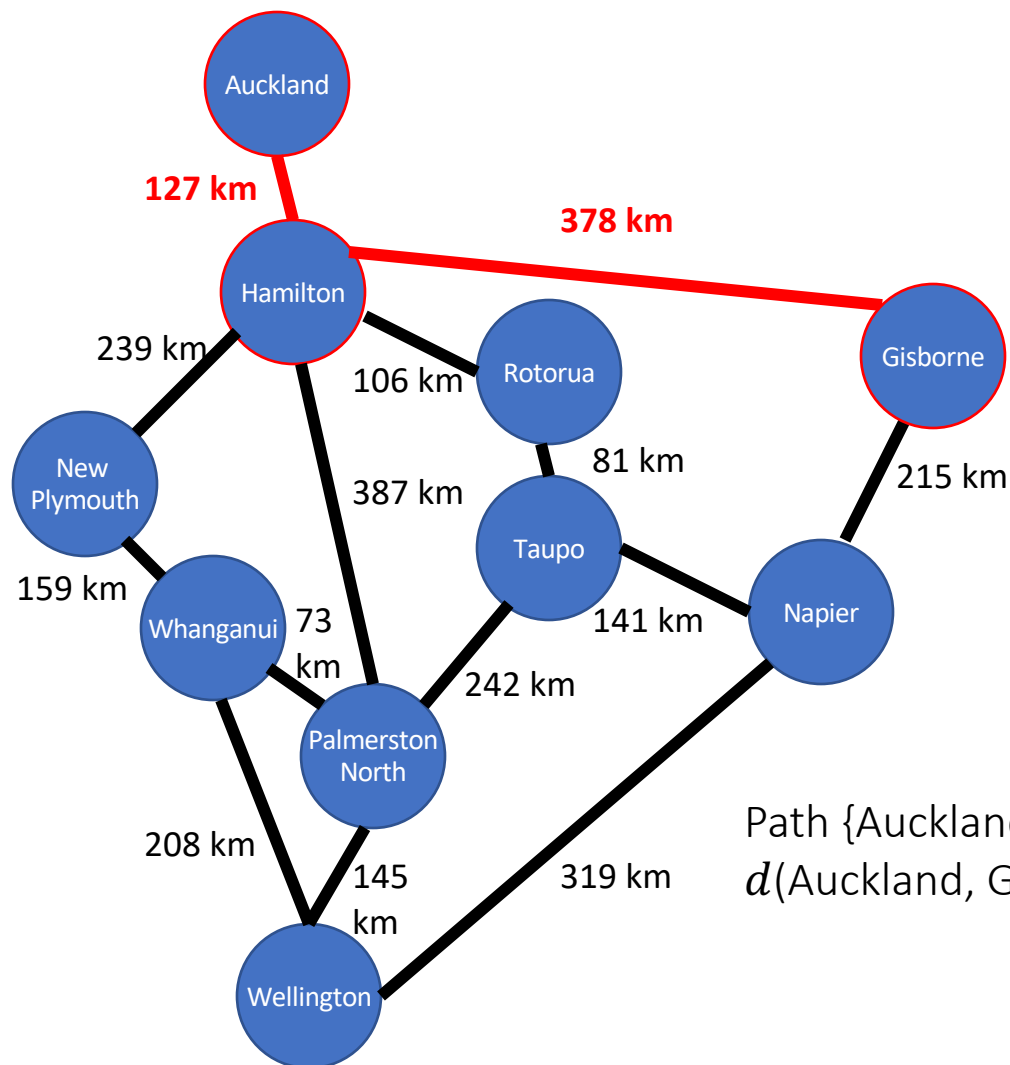 Auckland
127 km
378 km
Hamilton
Gisborne
239 km
106 km
Rotorua
New
Plymouth
387 km
81 km
215 km
Taupo
159 km
Whanganui
73
km
141 km
Napier
242 km
Palmerston
North
208 km
145
km
319 km
Path {Auckland
d(Auckland, G
Wellington